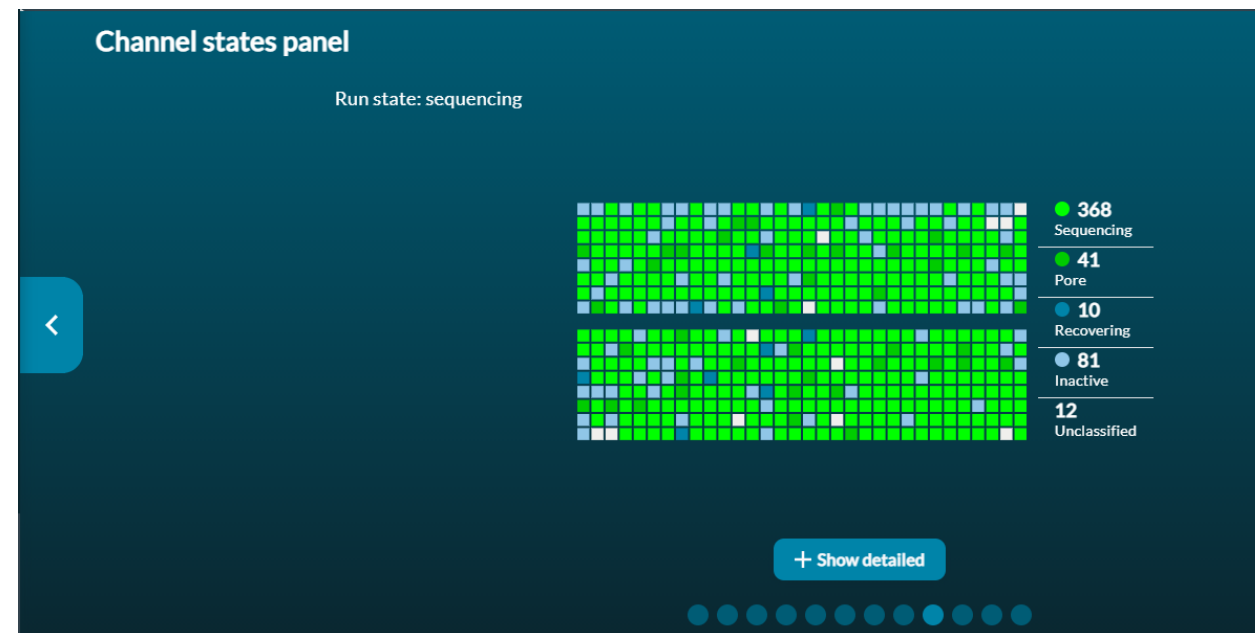 Channel states panel
Run state: sequencing
368
Sequencing
41
Pore
10
Recovering
81
Inactive
12
Unclassified
+ Show detailed